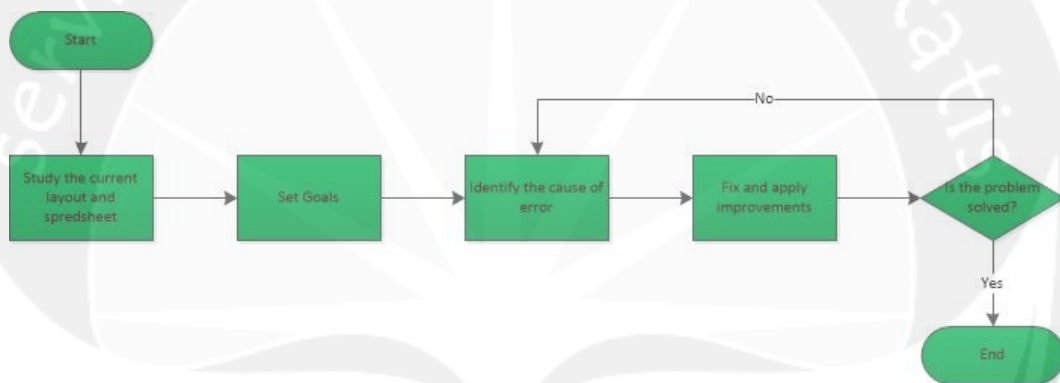 Start
Study the current
layout and
spredsheet
Set Goals
Identify the cause of
error
Fix and apply
improvements
Is the problem
solved?
No
Yes
End